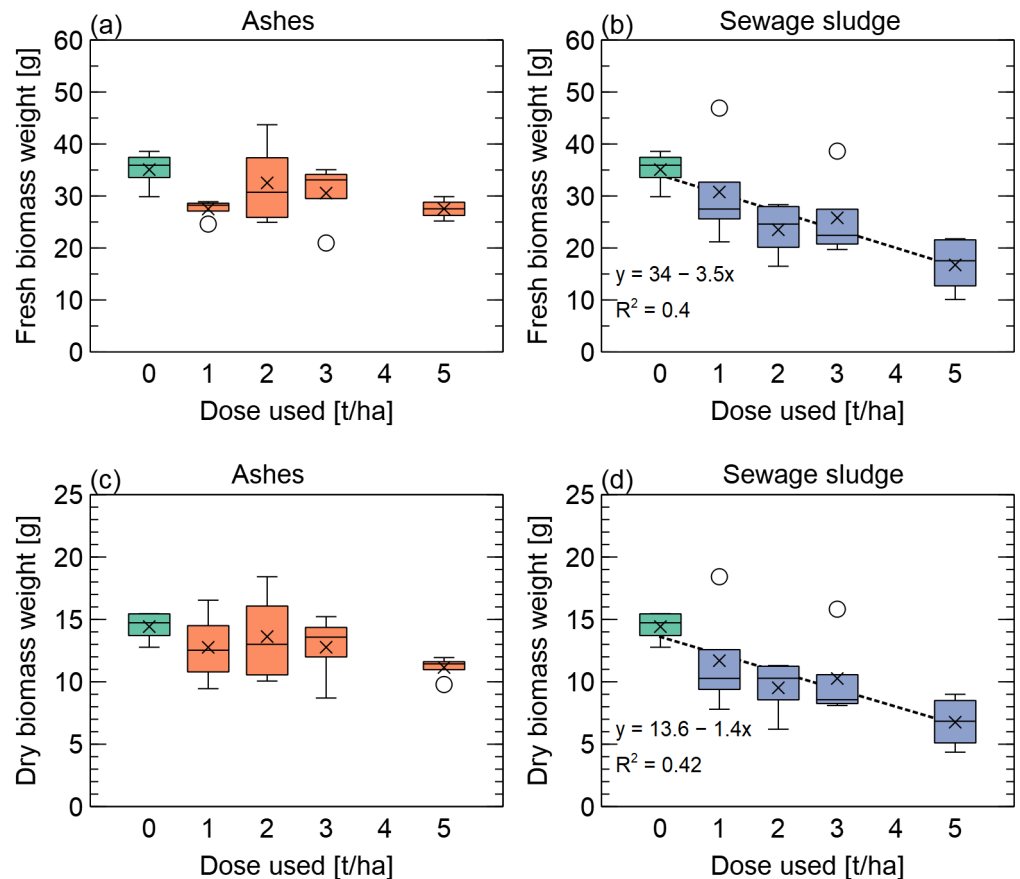 (a) Ashes
Fresh biomass weight [g]
60
50
40
30
20
10
0
0 1 2 3 4 5
Dose used [t/ha]
(b) Sewage sludge
Fresh biomass weight [g]
60
50
40
30
20
10
0
y = 34 − 3.5x
R² = 0.4
0 1 2 3 4 5
Dose used [t/ha]
(c) Ashes
Dry biomass weight [g]
25
20
15
10
5
0
0 1 2 3 4 5
Dose used [t/ha]
(d) Sewage sludge
Dry biomass weight [g]
25
20
15
10
5
0
y = 13.6 − 1.4x
R² = 0.42
0 1 2 3 4 5
Dose used [t/ha]